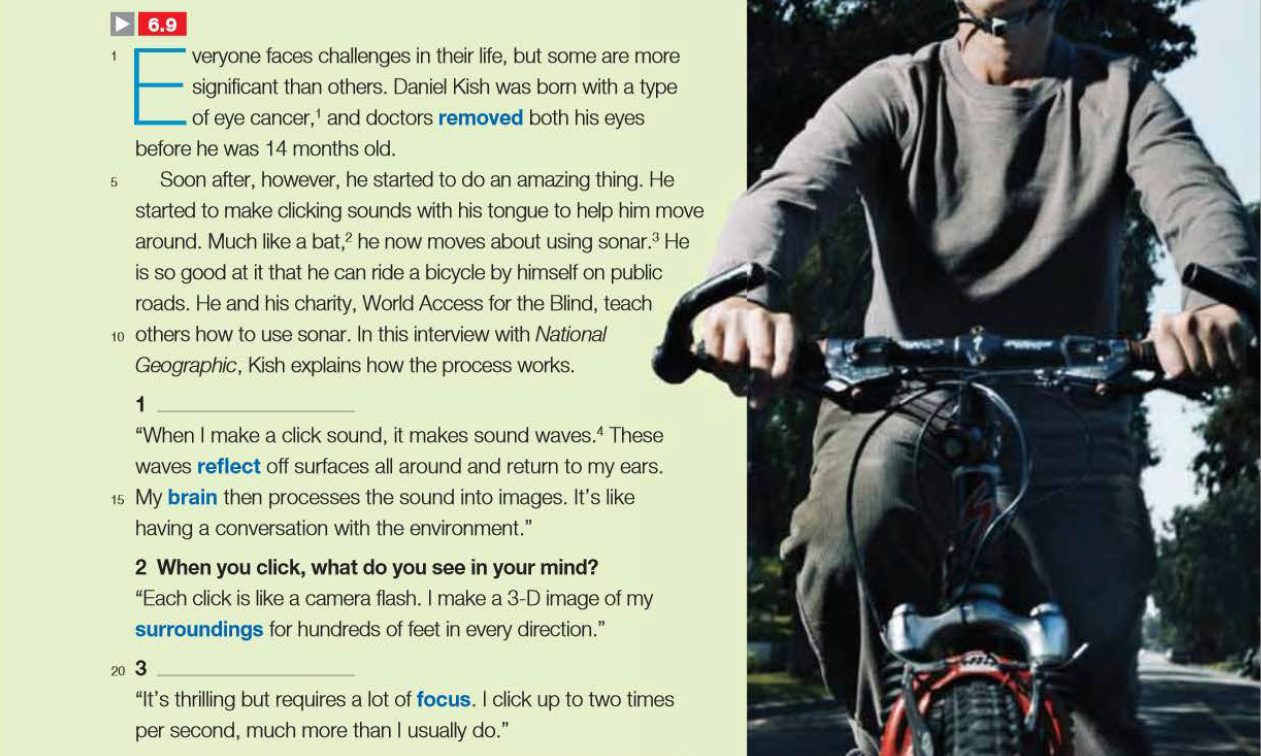 6.9
1 Everyone faces challenges in their life, but some are more
significant than others. Daniel Kish was born with a type
of eye cancer,¹ and doctors removed both his eyes
before he was 14 months old.
5 Soon after, however, he started to do an amazing thing. He
started to make clicking sounds with his tongue to help him move
around. Much like a bat,² he now moves about using sonar.³ He
is so good at it that he can ride a bicycle by himself on public
roads. He and his charity, World Access for the Blind, teach
10 others how to use sonar. In this interview with National
Geographic, Kish explains how the process works.
1
“When I make a click sound, it makes sound waves.⁴ These
waves reflect off surfaces all around and return to my ears.
15 My brain then processes the sound into images. It’s like
having a conversation with the environment.”
2 When you click, what do you see in your mind?
“Each click is like a camera flash. I make a 3-D image of my
surroundings for hundreds of feet in every direction.”
20 3
“It’s thrilling but requires a lot of focus. I click up to two times
per second, much more than I usually do.”